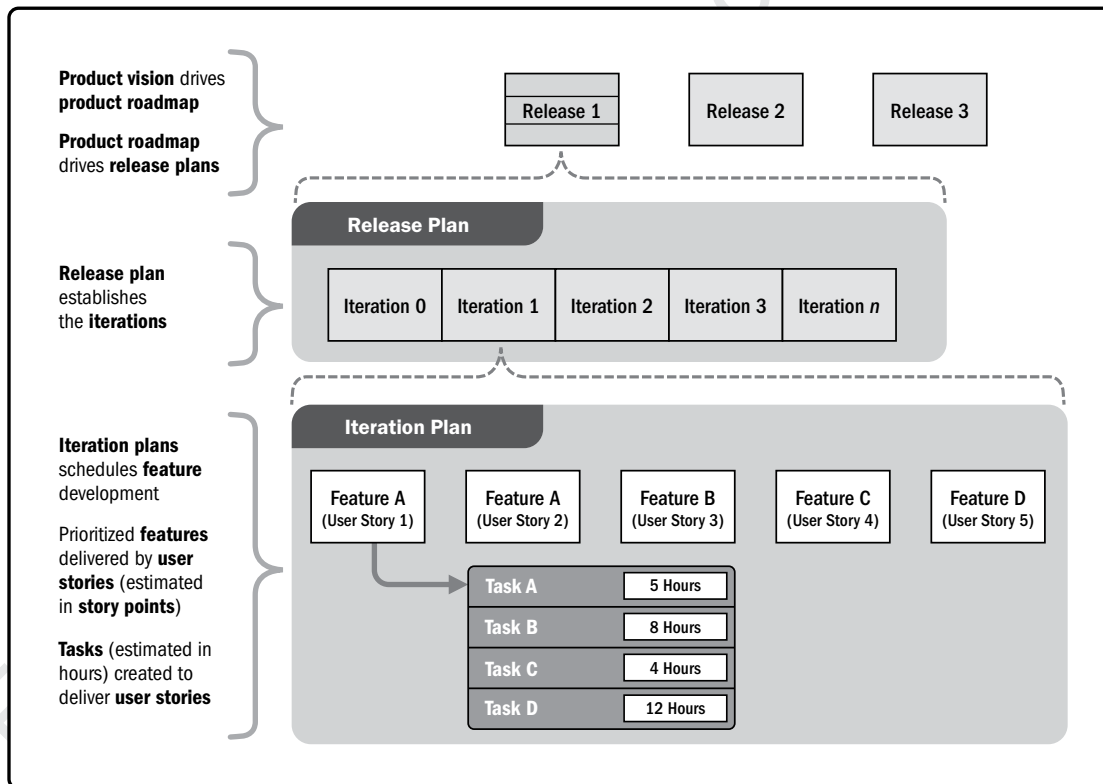 Product vision drives
product roadmap
Product roadmap
drives release plans
Release 1
Release 2
Release 3
Release Plan
Release plan
establishes
the iterations
Iteration 0
Iteration 1
Iteration 2
Iteration 3
Iteration n
Iteration Plan
Iteration plans
schedules feature
development
Prioritized features
delivered by user
stories (estimated
in story points)
Tasks (estimated in
hours) created to
deliver user stories
Feature A
(User Story 1)
Feature A
(User Story 2)
Feature B
(User Story 3)
Feature C
(User Story 4)
Feature D
(User Story 5)
Task A 5 Hours
Task B 8 Hours
Task C 4 Hours
Task D 12 Hours